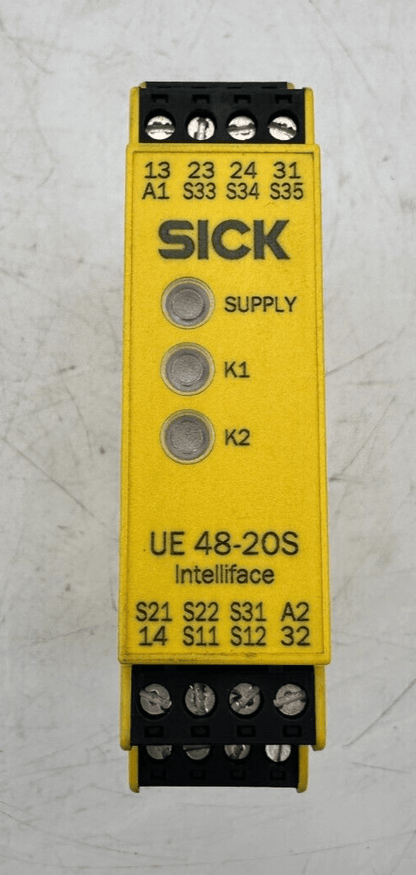 13 23 24 31
A1 S33 S34 S35
SICK
SUPPLY
K1
K2
UE 48-20S
Intelliface
S21 S22 S31 A2
14 S11 S12 32